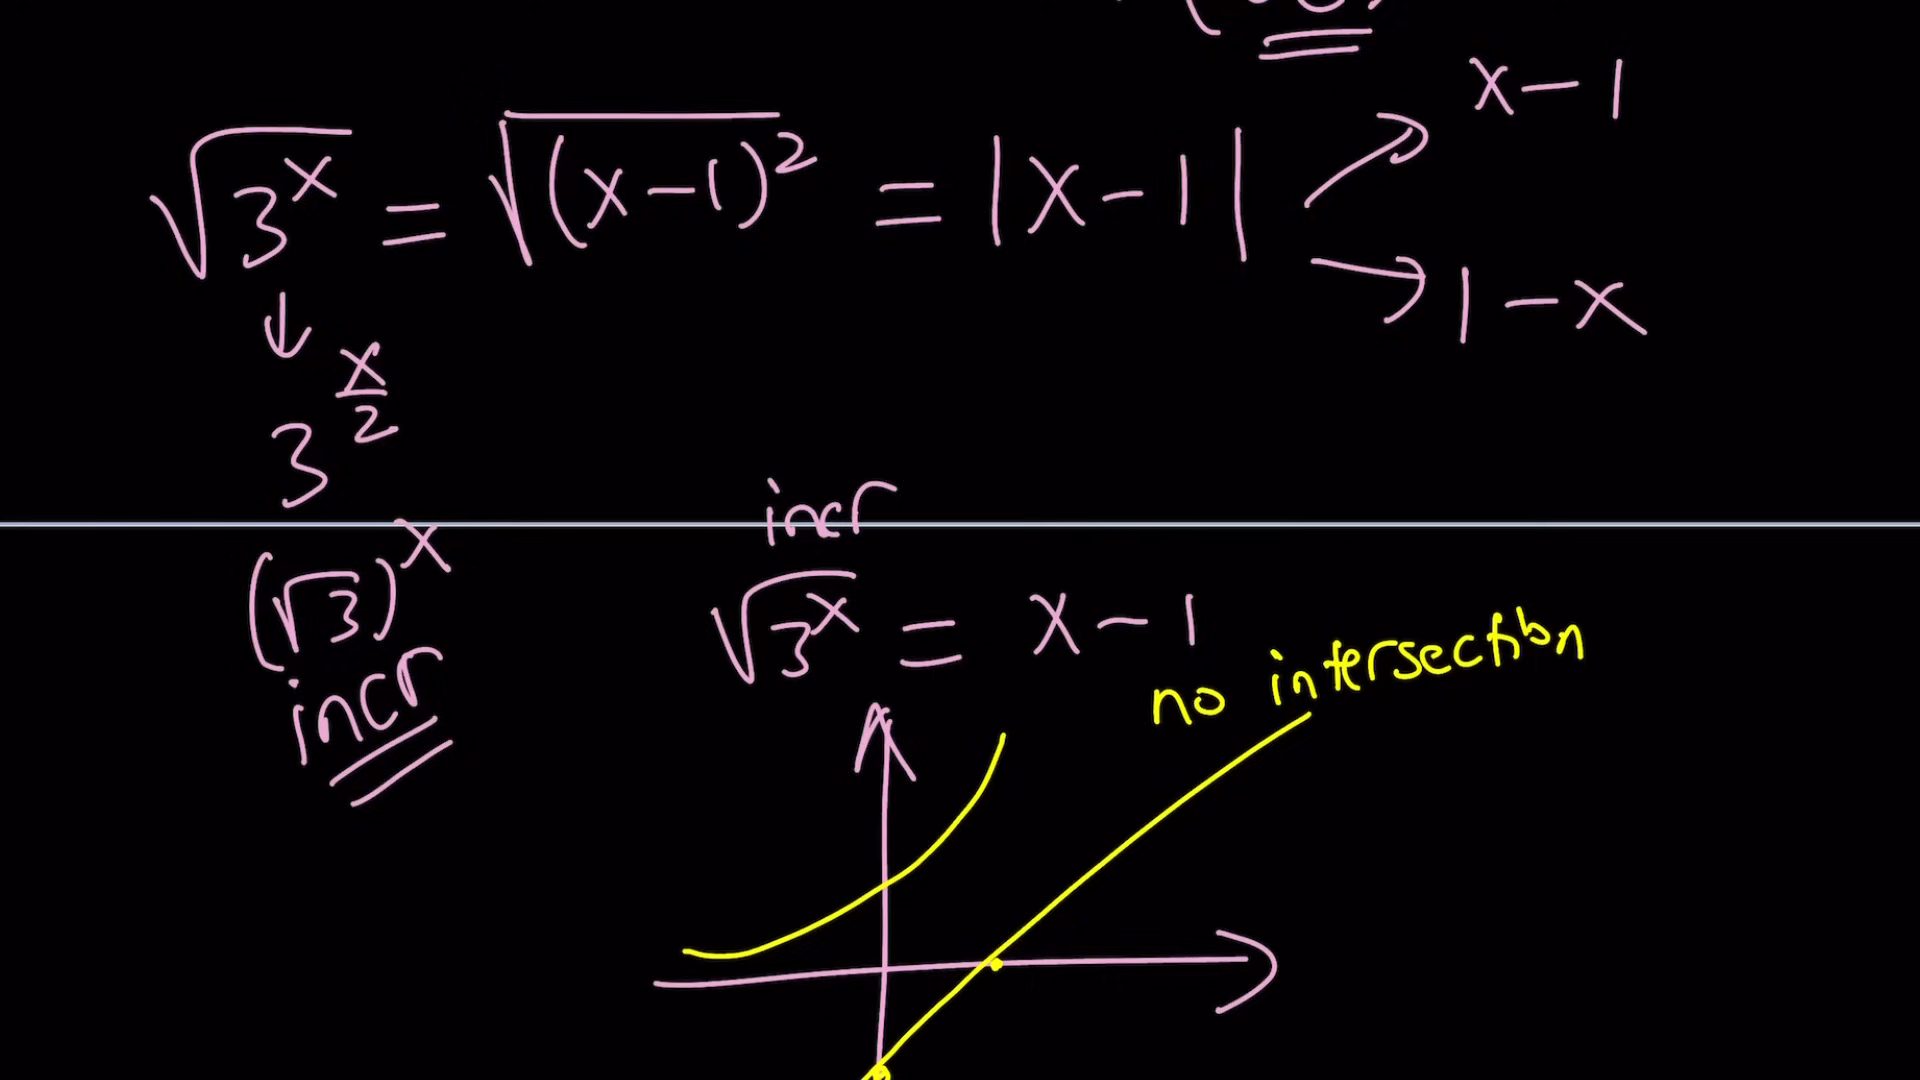 x-1
√3^x = √(x-1)^2 = |x-1|
1-x
3^(x/2)
incr
(√3)^x
√3^x = x-1
incr
no intersection